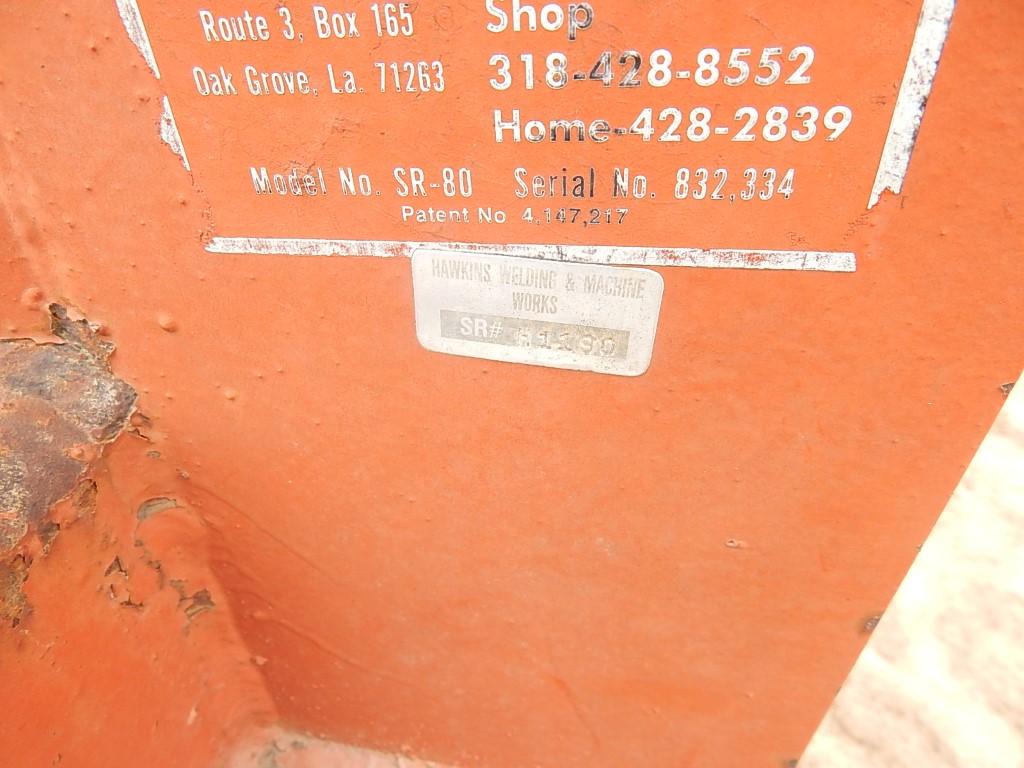 Route 3, Box 165
Shop
Oak Grove, La. 71263
318-428-8552
Home-428-2839
Model No. SR-80 Serial No. 832,334
Patent No 4,147,217
HAWKINS WELDING & MACHINE
WORKS
SR#